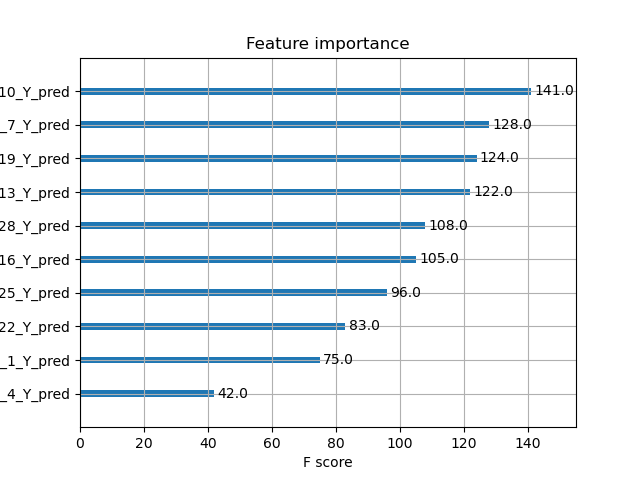 Feature importance
10_Y_pred
141.0
_7_Y_pred
128.0
19_Y_pred
124.0
13_Y_pred
122.0
28_Y_pred
108.0
16_Y_pred
105.0
25_Y_pred
96.0
22_Y_pred
83.0
_1_Y_pred
75.0
_4_Y_pred
42.0
0 20 40 60 80 100 120 140
F score